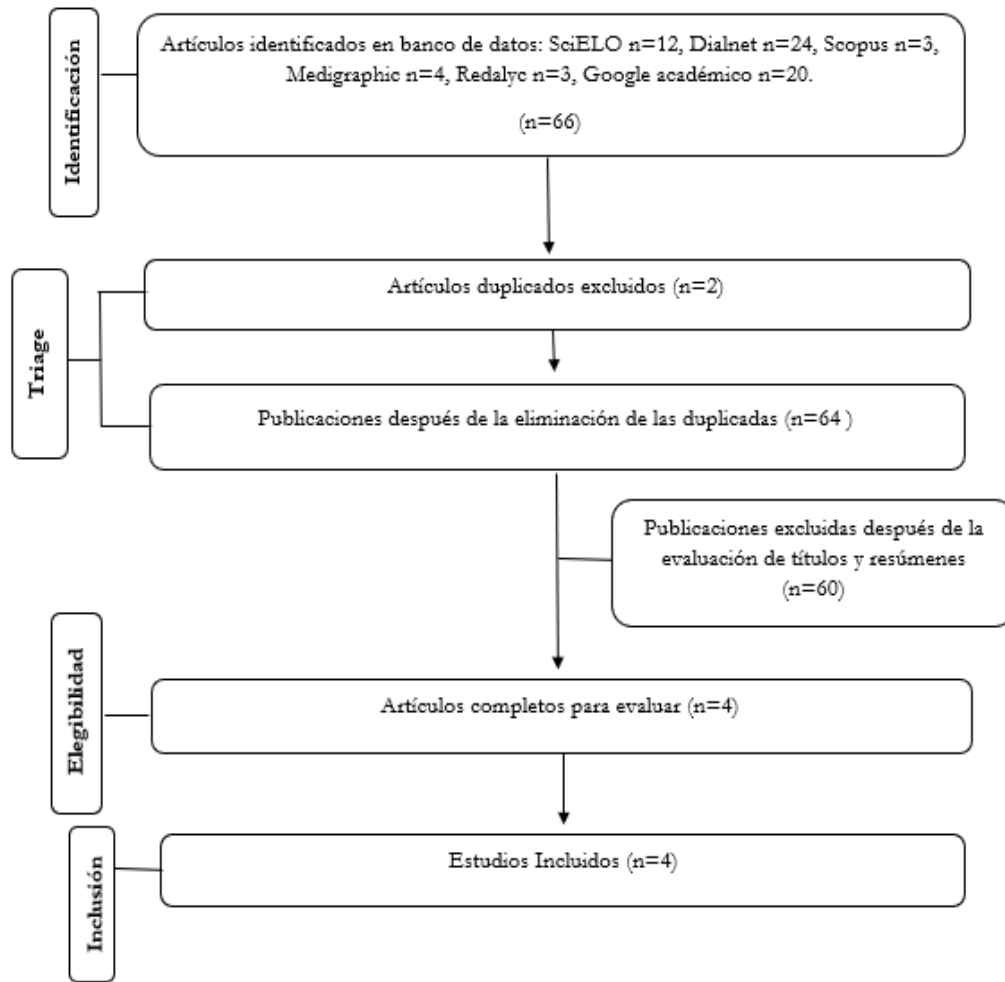 Identificación
Artículos identificados en banco de datos: SciELO n=12, Dialnet n=24, Scopus n=3,
Medigraphic n=4, Redalyc n=3, Google académico n=20.
(n=66)
Triage
Artículos duplicados excluidos (n=2)
Publicaciones después de la eliminación de las duplicadas (n=64 )
Publicaciones excluidas después de la
evaluación de títulos y resúmenes
(n=60)
Elegibilidad
Artículos completos para evaluar (n=4)
Inclusión
Estudios Incluidos (n=4)